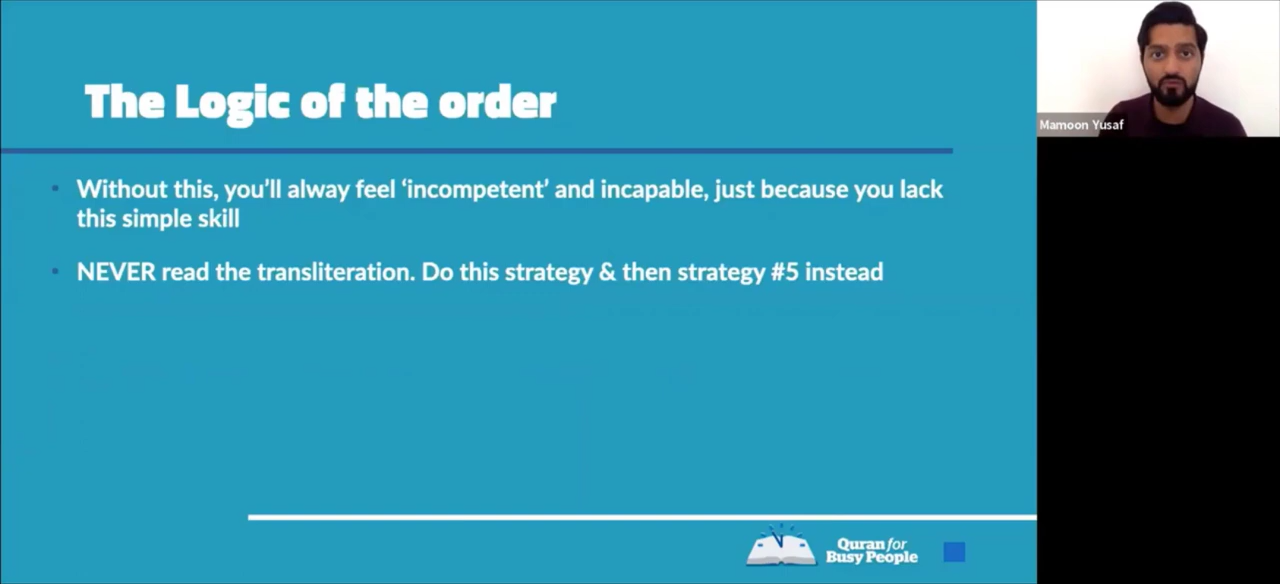 The Logic of the order
Without this, you'll alway feel ‘incompetent’ and incapable, just because you lack
this simple skill
NEVER read the transliteration. Do this strategy & then strategy #5 instead
Quran for
Busy People
Mamoon Yusaf